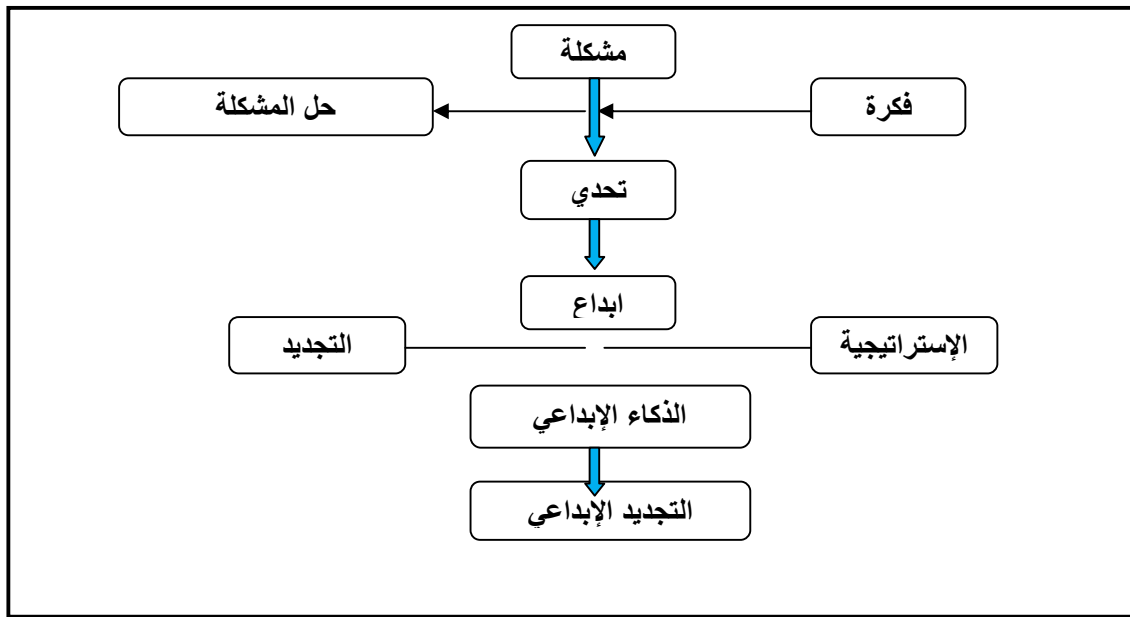 مشكلة
فكرة
حل المشكلة
تحدي
ابداع
الإستراتيجية
التجديد
الذكاء الإبداعي
التجديد الإبداعي